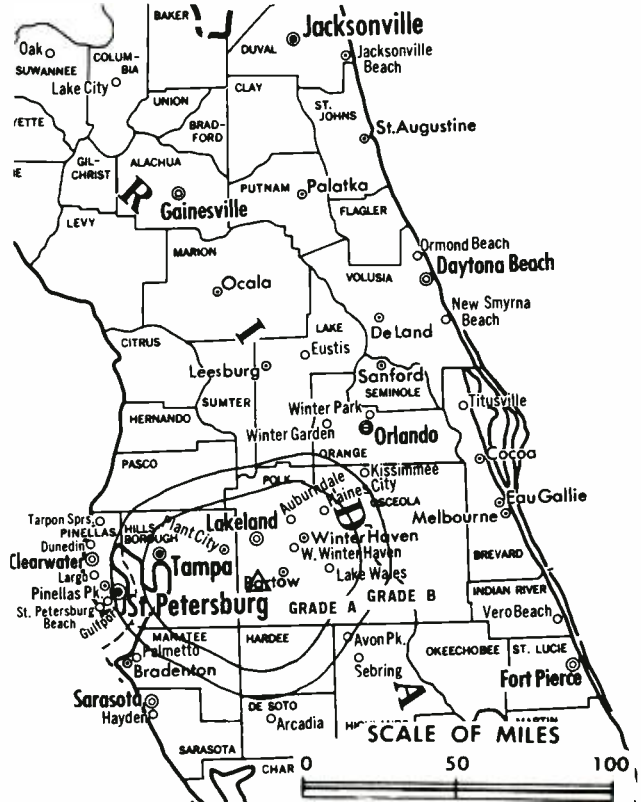 BAKER
Jacksonville
DUVAL
Oak
COLUM-
BIA
Jacksonville
Beach
SUWANNEE
Lake City
CLAY
UNION
ST.
JOHNS
YETTE
BRAD-
FORD
St. Augustine
GIL-
CHRIST
ALACHUA
R
PUTNAM
Palatka
Gainesville
FLAGLER
LEVY
MARION
Ormond Beach
Daytona Beach
VOLUSIA
Ocala
New Smyrna
Beach
I
LAKE
DeLand
CITRUS
Eustis
Leesburg
Sanford
SEMINOLE
SUMTER
Titusville
HERNANDO
Winter Park
Winter Garden
Orlando
ORANGE
Cocoa
PASCO
Kissimmee
POLK
Auburndale
Haines City
OSCEOLA
Eau Gallie
Melbourne
D
Tarpon Sprs.
PINELLAS
HILLS-
BOROUGH
Plant City
Lakeland
Dunedin
Winter Haven
W. Winter Haven
BREVARD
Clearwater
Tampa
Largo
Lake Wales
Bartow
Pinellas Pk
St. Petersburg
INDIAN RIVER
GRADE A
GRADE B
St. Petersburg
Beach
Gulfport
Vero Beach
MANATEE
HARDEE
Avon Pk.
OKEECHOBEE
ST. LUCIE
Palmetto
Bradenton
Sebring
Fort Pierce
A
Sarasota
Hayden
DE SOTO
Arcadia
MARTIN
SCALE OF MILES
SARASOTA
CHAR
0 50 100